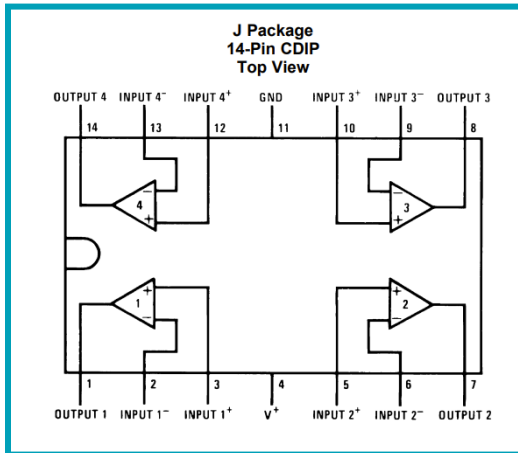 J Package
14-Pin CDIP
Top View
OUTPUT 4 INPUT 4⁻ INPUT 4⁺ GND INPUT 3⁺ INPUT 3⁻ OUTPUT 3
14 13 12 11 10 9 8
− −
4 3
+ +
+ +
1 2
− −
1 2 3 4 5 6 7
OUTPUT 1 INPUT 1⁻ INPUT 1⁺ V⁺ INPUT 2⁺ INPUT 2⁻ OUTPUT 2